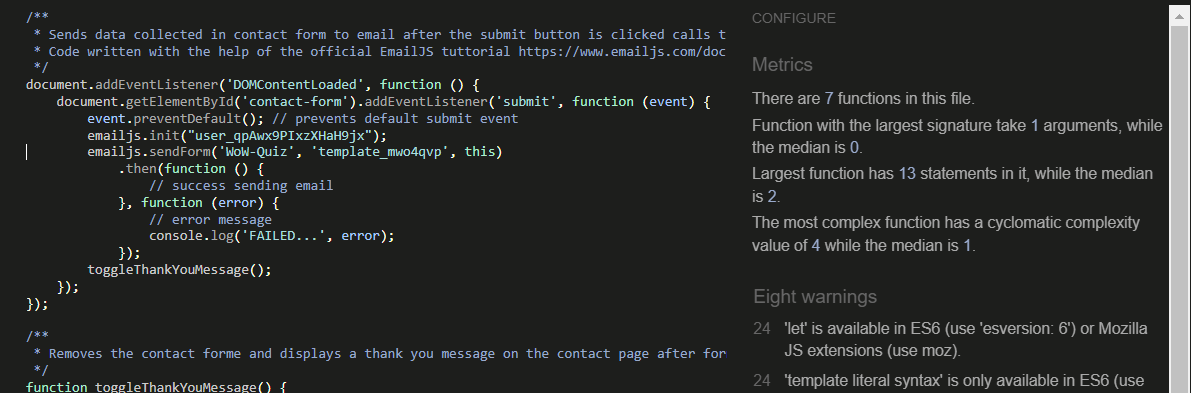 /**
* Sends data collected in contact form to email after the submit button is clicked calls t
* Code written with the help of the official EmailJS tuttorial https://www.emailjs.com/doc
*/
document.addEventListener('DOMContentLoaded', function () {
document.getElementById('contact-form').addEventListener('submit', function (event) {
event.preventDefault(); // prevents default submit event
emailjs.init("user_qpAwx9PIxzXHaH9jx");
emailjs.sendForm('WoW-Quiz', 'template_mwo4qvp', this)
.then(function () {
// success sending email
}, function (error) {
// error message
console.log('FAILED...', error);
});
toggleThankYouMessage();
});
});
/**
* Removes the contact forme and displays a thank you message on the contact page after for
*/
function toggleThankYouMessage() {
CONFIGURE
Metrics
There are 7 functions in this file.
Function with the largest signature take 1 arguments, while
the median is 0.
Largest function has 13 statements in it, while the median
is 2.
The most complex function has a cyclomatic complexity
value of 4 while the median is 1.
Eight warnings
24 'let' is available in ES6 (use 'esversion: 6') or Mozilla
JS extensions (use moz).
24 'template literal syntax' is only available in ES6 (use